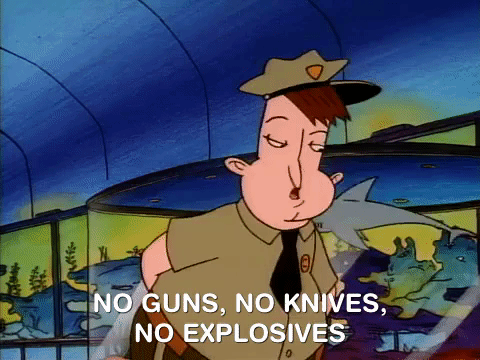 NO GUNS, NO KNIVES,
NO EXPLOSIVES